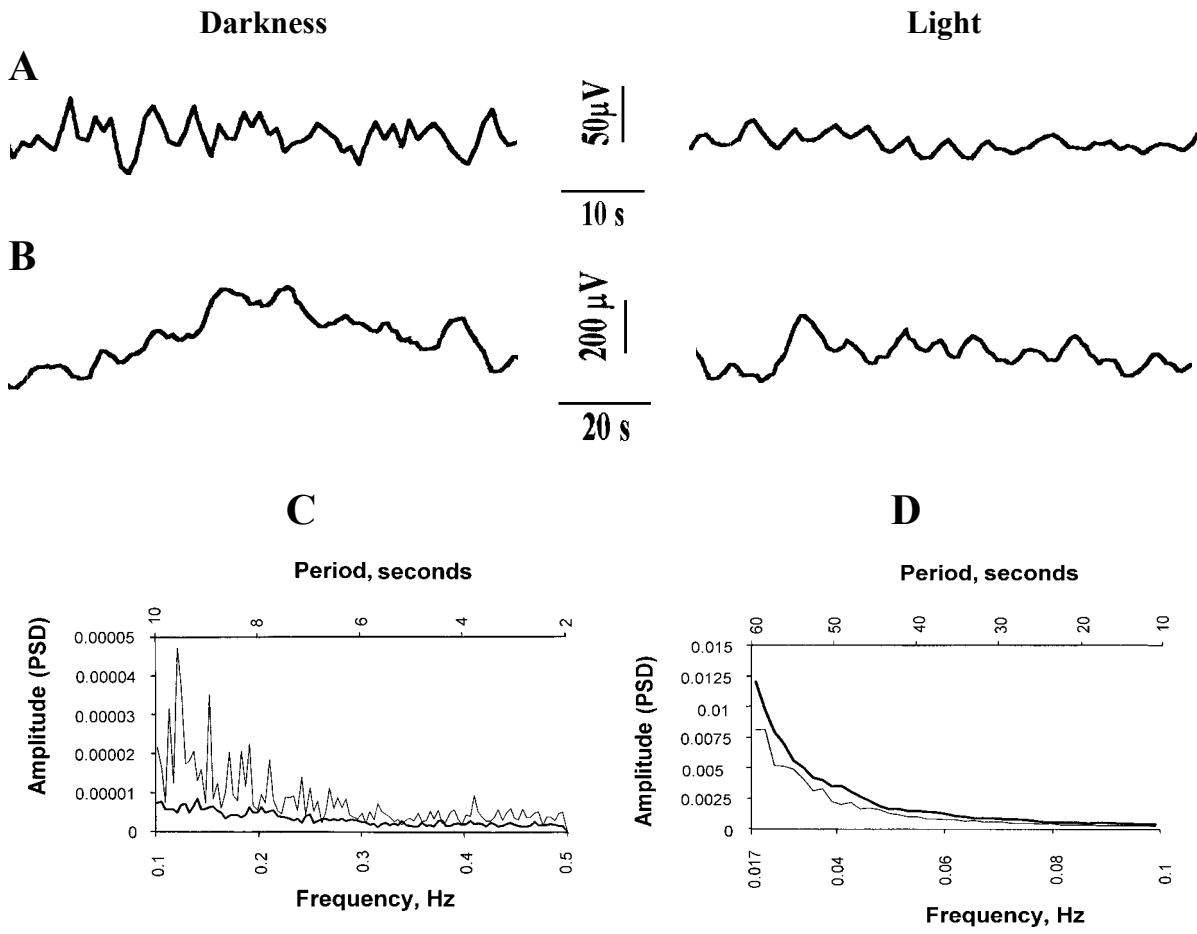 Darkness Light
A
50µV
10 s
B
200 µV
20 s
C D
Period, seconds
10 8 6 4 2
Amplitude (PSD)
0.00005
0.00004
0.00003
0.00002
0.00001
0
0.1 0.2 0.3 0.4 0.5
Frequency, Hz
Period, seconds
60 50 40 30 20 10
Amplitude (PSD)
0.015
0.0125
0.01
0.0075
0.005
0.0025
0
0.017 0.04 0.06 0.08 0.1
Frequency, Hz